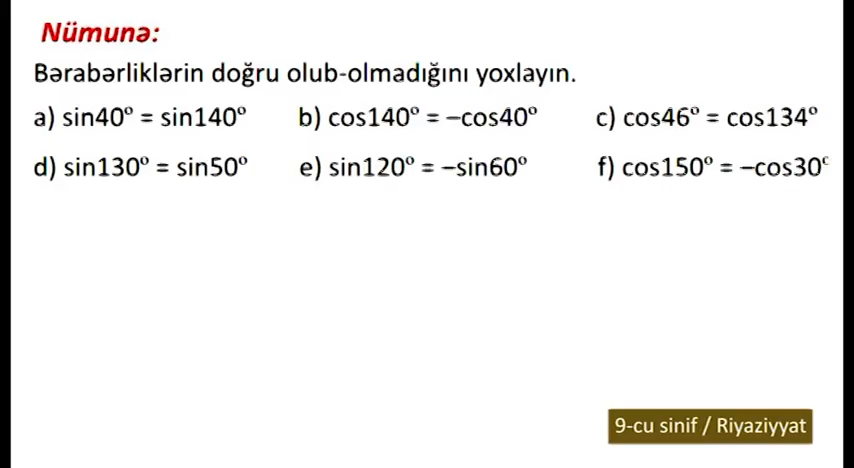 Nümunə:
Bərabərliklərin doğru olub-olmadığını yoxlayın.
a) sin40º = sin140º b) cos140º = −cos40º c) cos46º = cos134º
d) sin130º = sin50º e) sin120º = −sin60º f) cos150º = −cos30º
9-cu sinif / Riyaziyyat